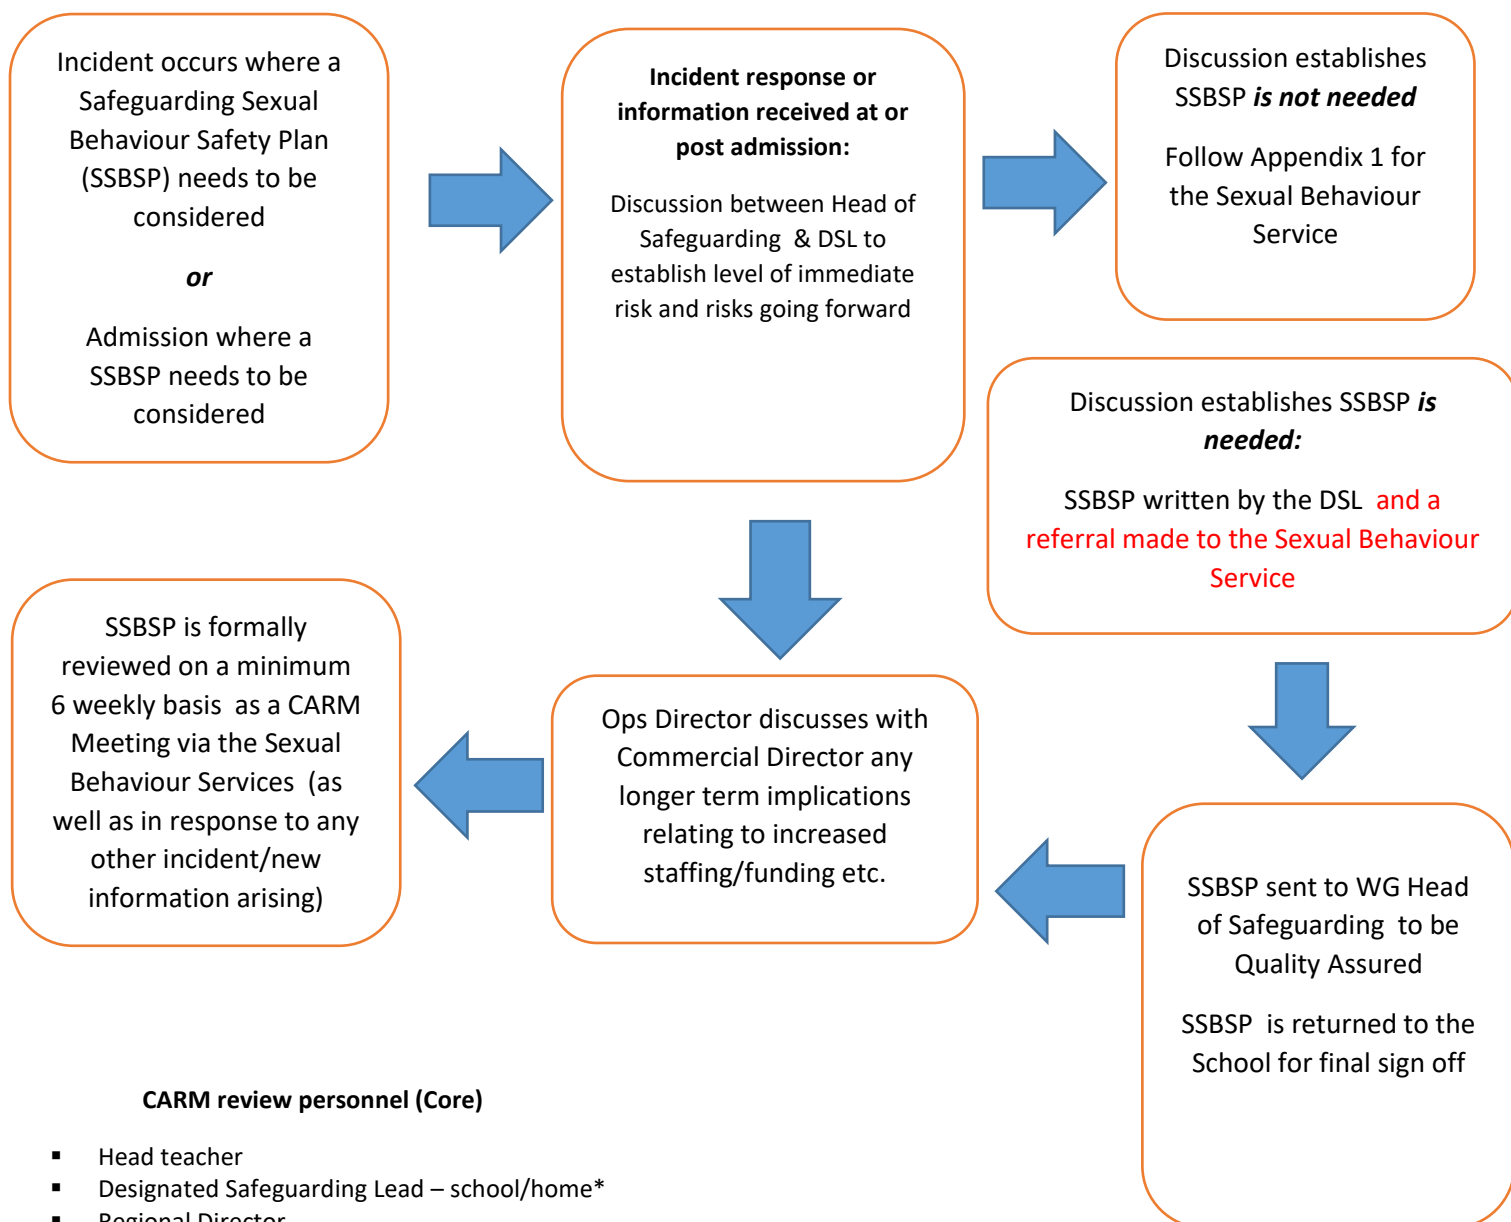 Incident occurs where a
Safeguarding Sexual
Behaviour Safety Plan
(SSBSP) needs to be
considered
or
Admission where a
SSBSP needs to be
considered
Incident response or
information received at or
post admission:
Discussion between Head of
Safeguarding & DSL to
establish level of immediate
risk and risks going forward
Discussion establishes
SSBSP is not needed
Follow Appendix 1 for
the Sexual Behaviour
Service
Discussion establishes SSBSP is
needed:
SSBSP written by the DSL and a
referral made to the Sexual Behaviour
Service
SSBSP is formally
reviewed on a minimum
6 weekly basis as a CARM
Meeting via the Sexual
Behaviour Services (as
well as in response to any
other incident/new
information arising)
Ops Director discusses with
Commercial Director any
longer term implications
relating to increased
staffing/funding etc.
SSBSP sent to WG Head
of Safeguarding to be
Quality Assured
SSBSP is returned to the
School for final sign off
CARM review personnel (Core)
▪ Head teacher
▪ Designated Safeguarding Lead – school/home*
▪ Regional Director